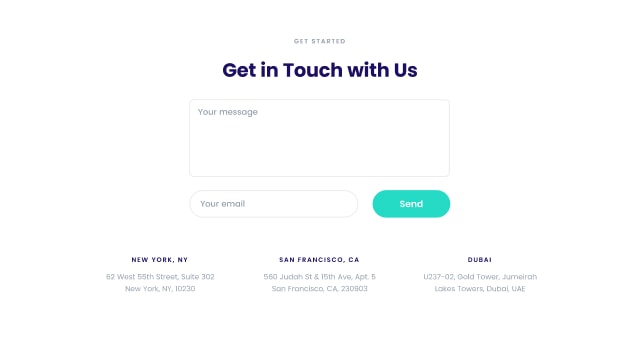 GET STARTED
Get in Touch with Us
Your message
Your email
Send
NEW YORK, NY
62 West 55th Street, Suite 302
New York, NY, 10230
SAN FRANCISCO, CA
560 Judah St & 15th Ave, Apt. 5
San Francisco, CA, 230903
DUBAI
U237-02, Gold Tower, Jumeirah
Lakes Towers, Dubai, UAE